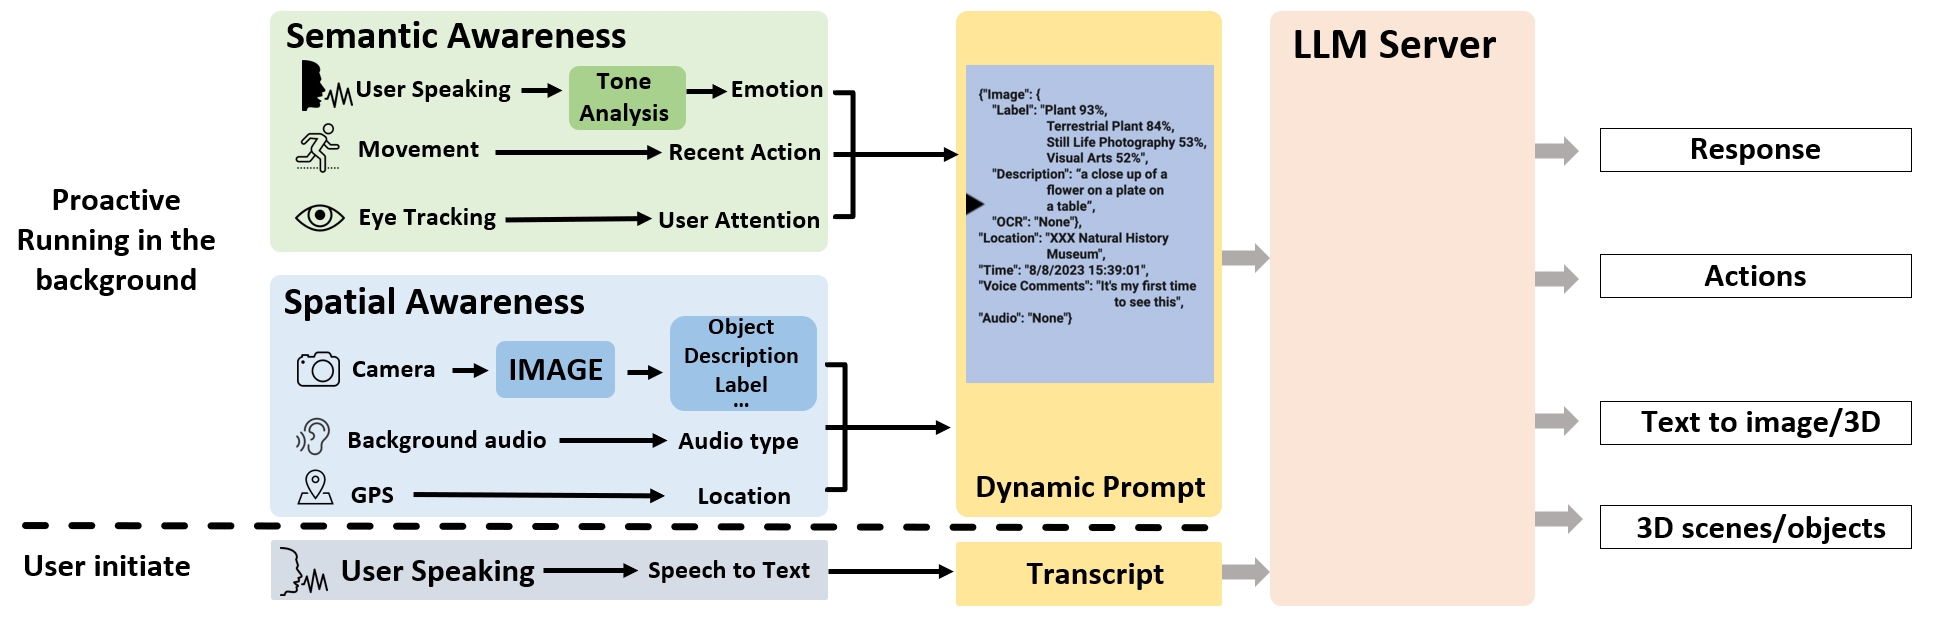 Proactive
Running in the
background
Semantic Awareness
User Speaking
Tone
Analysis
Emotion
Movement
Recent Action
Eye Tracking
User Attention
Spatial Awareness
Camera
IMAGE
Object
Description
Label
...
Background audio
Audio type
GPS
Location
{"Image": {
"Label": "Plant 93%,
Terrestrial Plant 84%,
Still Life Photography 53%,
Visual Arts 52%",
"Description": "a close up of a
flower on a plate on
a table",
"OCR": "None"},
"Location": "XXX Natural History
Museum",
"Time": "8/8/2023 15:39:01",
"Voice Comments": "It's my first time
to see this",
"Audio": "None"}
Dynamic Prompt
LLM Server
Response
Actions
Text to image/3D
3D scenes/objects
User initiate
User Speaking
Speech to Text
Transcript